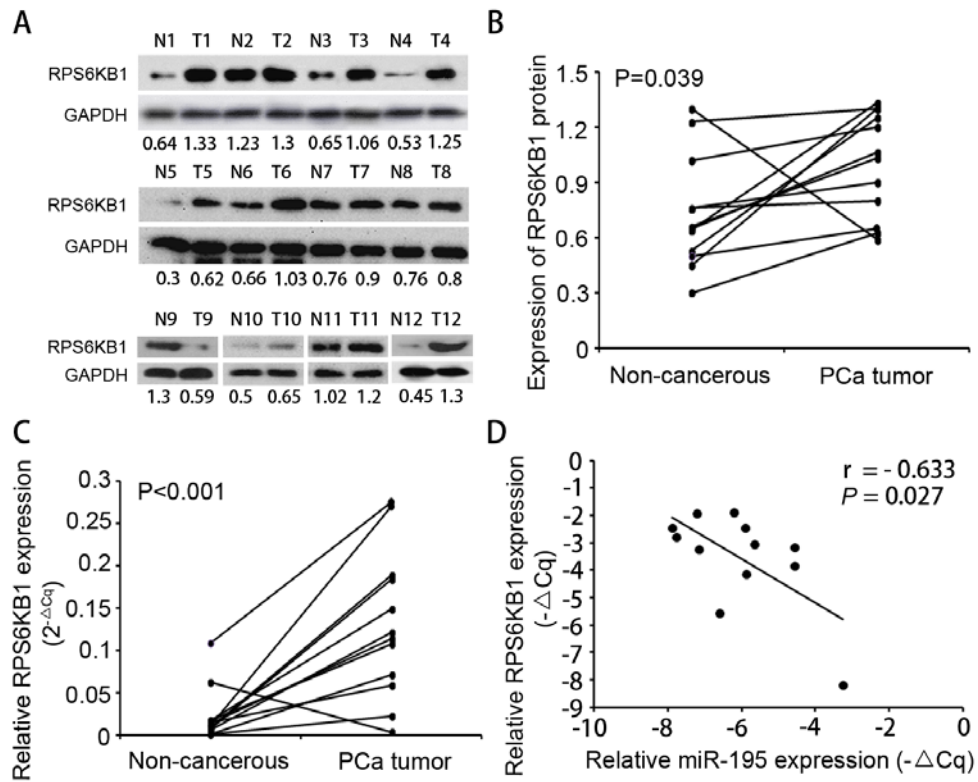 A
N1 T1 N2 T2 N3 T3 N4 T4
RPS6KB1
GAPDH
0.64 1.33 1.23 1.3 0.65 1.06 0.53 1.25
N5 T5 N6 T6 N7 T7 N8 T8
RPS6KB1
GAPDH
0.3 0.62 0.66 1.03 0.76 0.9 0.76 0.8
N9 T9 N10 T10 N11 T11 N12 T12
RPS6KB1
GAPDH
1.3 0.59 0.5 0.65 1.02 1.2 0.45 1.3
B
P=0.039
Expression of RPS6KB1 protein
1.5
1.2
0.9
0.6
0.3
0
Non-cancerous PCa tumor
C
P<0.001
Relative RPS6KB1 expression
(2-△Cq)
0.3
0.25
0.2
0.15
0.1
0.05
0
Non-cancerous PCa tumor
D
r = - 0.633
P = 0.027
Relative RPS6KB1 expression
(-△Cq)
0
-1
-2
-3
-4
-5
-6
-7
-8
-9
-10 -8 -6 -4 -2 0
Relative miR-195 expression (-△Cq)